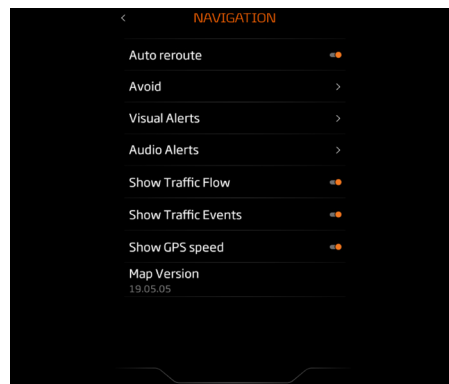 NAVIGATION
Auto reroute
Avoid
Visual Alerts
Audio Alerts
Show Traffic Flow
Show Traffic Events
Show GPS speed
Map Version
19.05.05